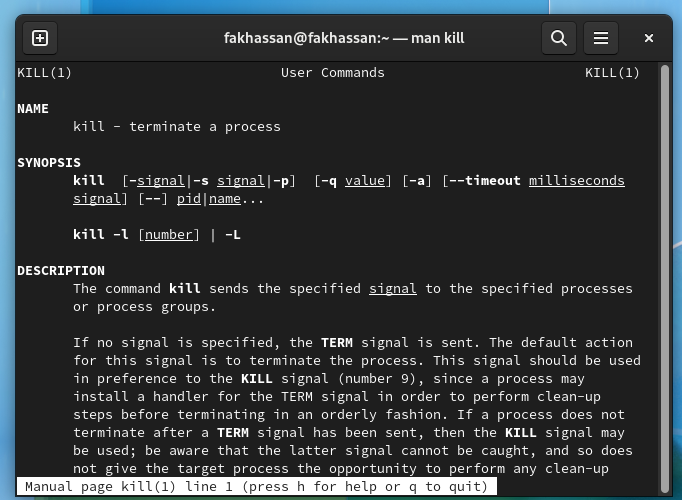 fakhassan@fakhassan:~ — man kill
KILL(1) User Commands KILL(1)
NAME
kill - terminate a process
SYNOPSIS
kill [-signal|-s signal|-p] [-q value] [-a] [--timeout milliseconds
signal] [--] pid|name...
kill -l [number] | -L
DESCRIPTION
The command kill sends the specified signal to the specified processes
or process groups.
If no signal is specified, the TERM signal is sent. The default action
for this signal is to terminate the process. This signal should be used
in preference to the KILL signal (number 9), since a process may
install a handler for the TERM signal in order to perform clean-up
steps before terminating in an orderly fashion. If a process does not
terminate after a TERM signal has been sent, then the KILL signal may
be used; be aware that the latter signal cannot be caught, and so does
not give the target process the opportunity to perform any clean-up
Manual page kill(1) line 1 (press h for help or q to quit)